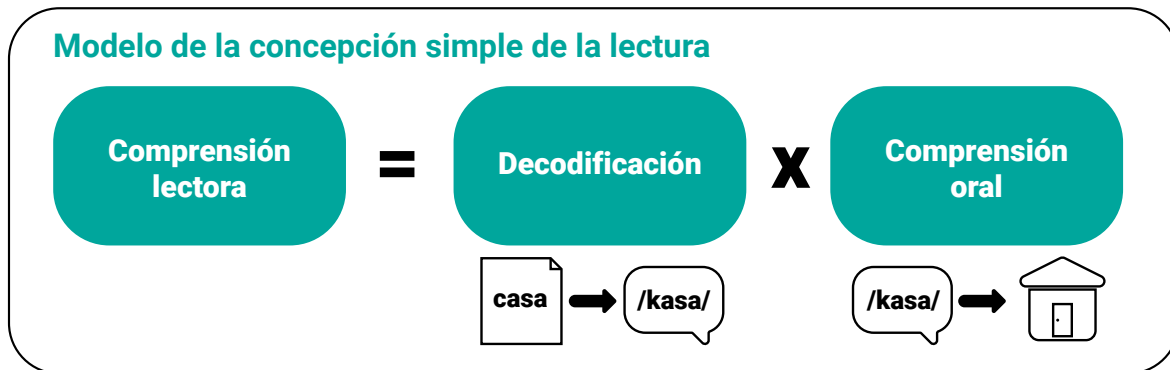 Modelo de la concepción simple de la lectura
Comprensión
lectora
=
Decodificación
x
Comprensión
oral
casa
/kasa/
/kasa/